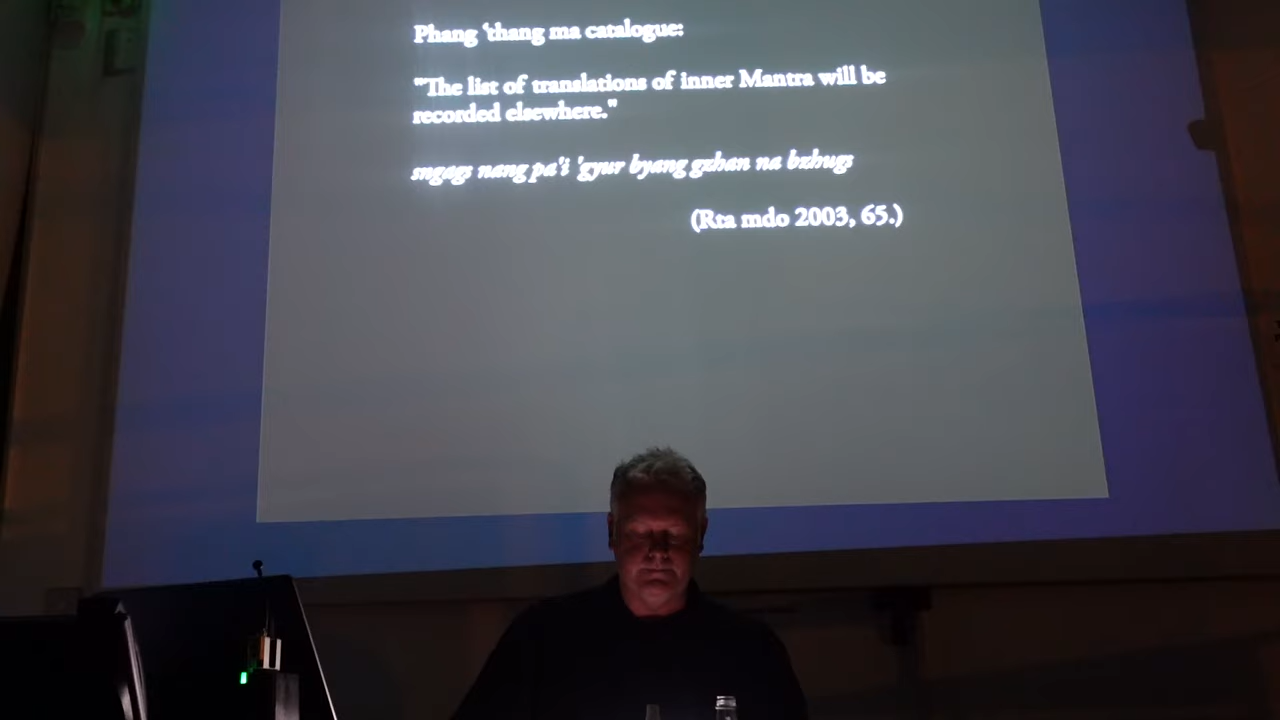 Phang ‘thang ma catalogue:
"The list of translations of inner Mantra will be
recorded elsewhere."
sngags nang pa'i 'gyur byang gzhan na bzhugs
(Rta mdo 2003, 65.)